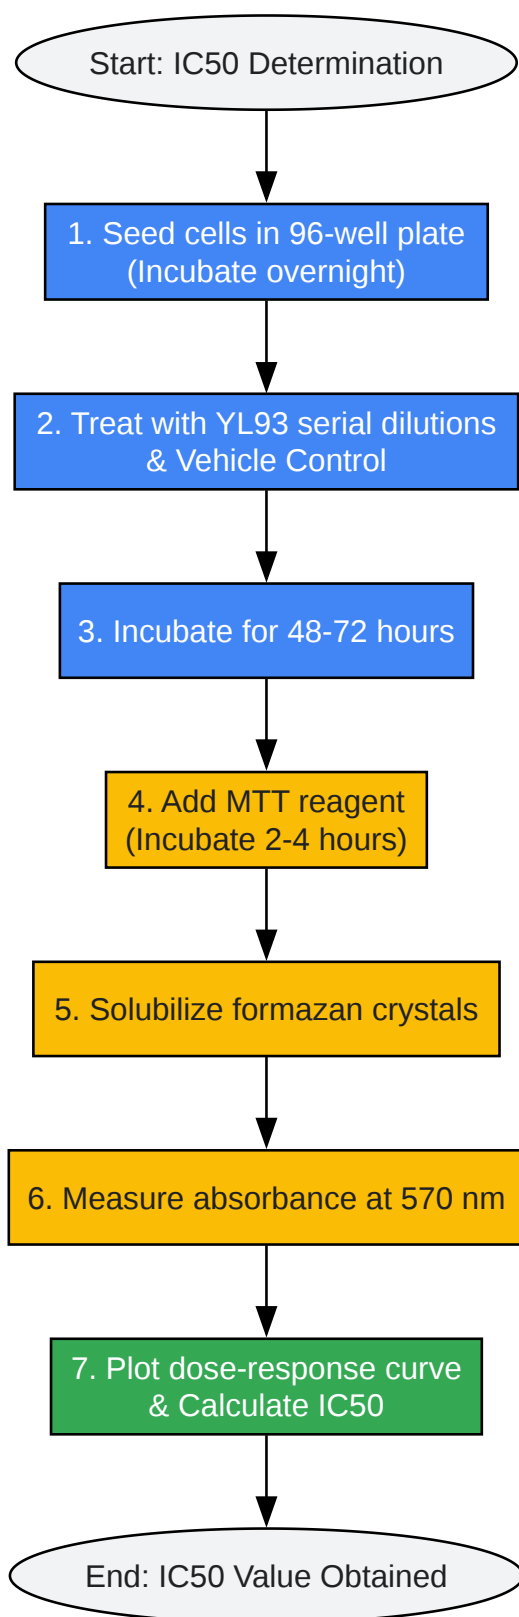 Start: IC50 Determination
1. Seed cells in 96-well plate
(Incubate overnight)
2. Treat with YL93 serial dilutions
& Vehicle Control
3. Incubate for 48-72 hours
4. Add MTT reagent
(Incubate 2-4 hours)
5. Solubilize formazan crystals
6. Measure absorbance at 570 nm
7. Plot dose-response curve
& Calculate IC50
End: IC50 Value Obtained